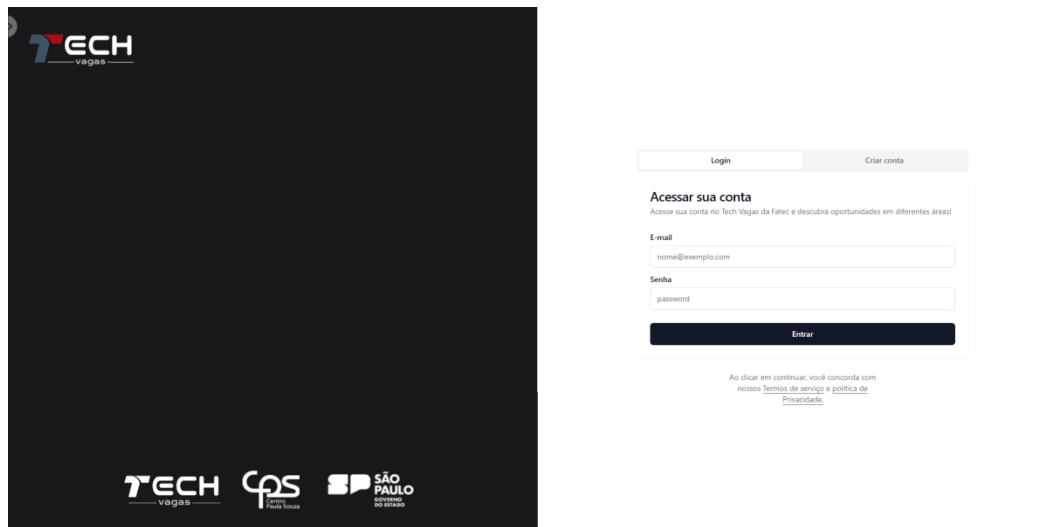 TECH
vagas
Login
Criar conta
Acessar sua conta
Acesse sua conta no Tech Vagas da Fatec e descubra oportunidades em diferentes áreas!
E-mail
nome@exemplo.com
Senha
password
Entrar
Ao clicar em continuar, você concorda com
nossos Termos de serviço e política de
Privacidade.
TECH
vagas
CPS
Centro
Paula Souza
SP
SÃO
PAULO
GOVERNO
DO ESTADO